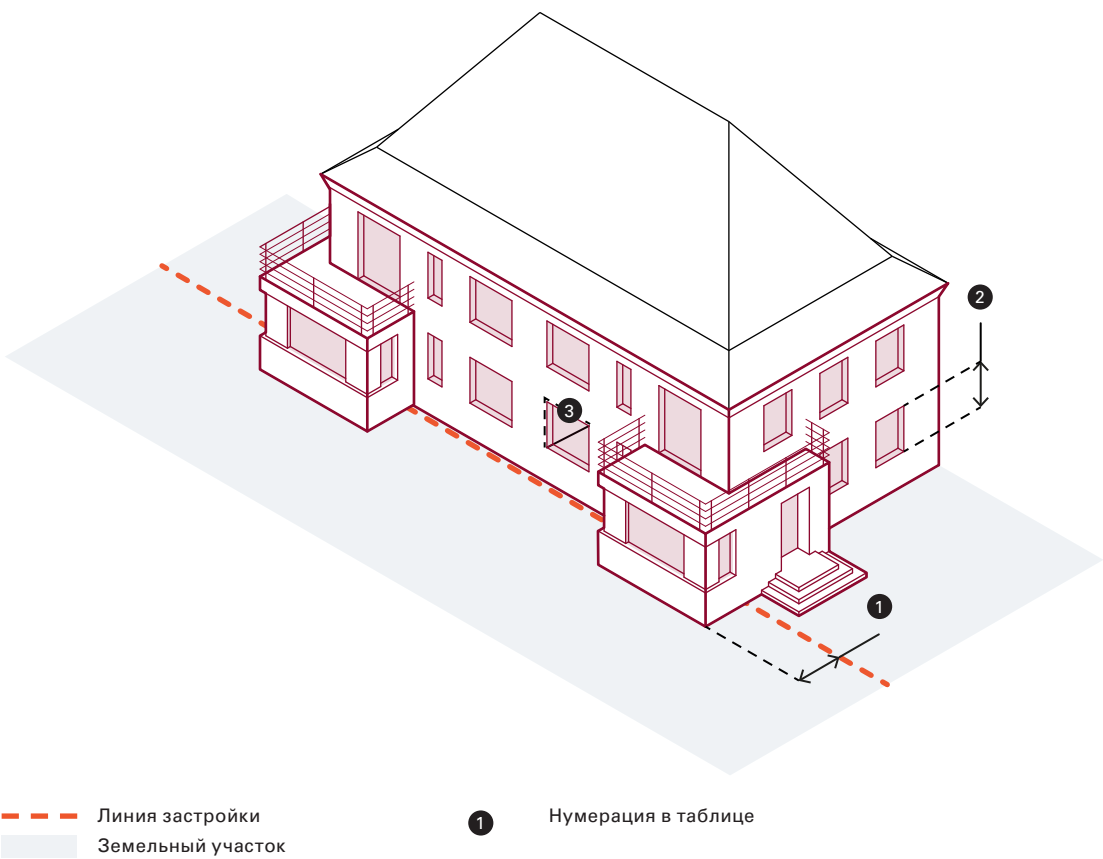 2
3
1
Линия застройки
1 Нумерация в таблице
Земельный участок